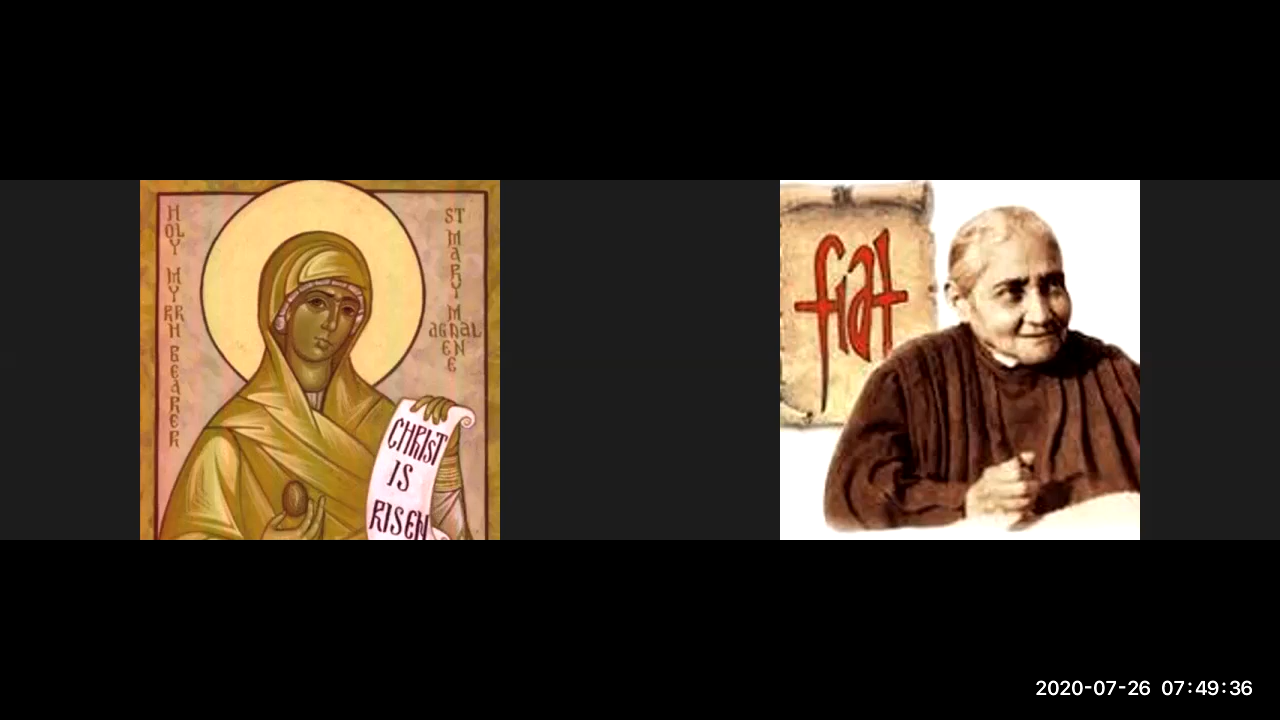 HOLY MYRRH BEARER
ST MARY MAGDALENE
CHRIST
IS
RISEN
fiat
2020-07-26 07:49:36